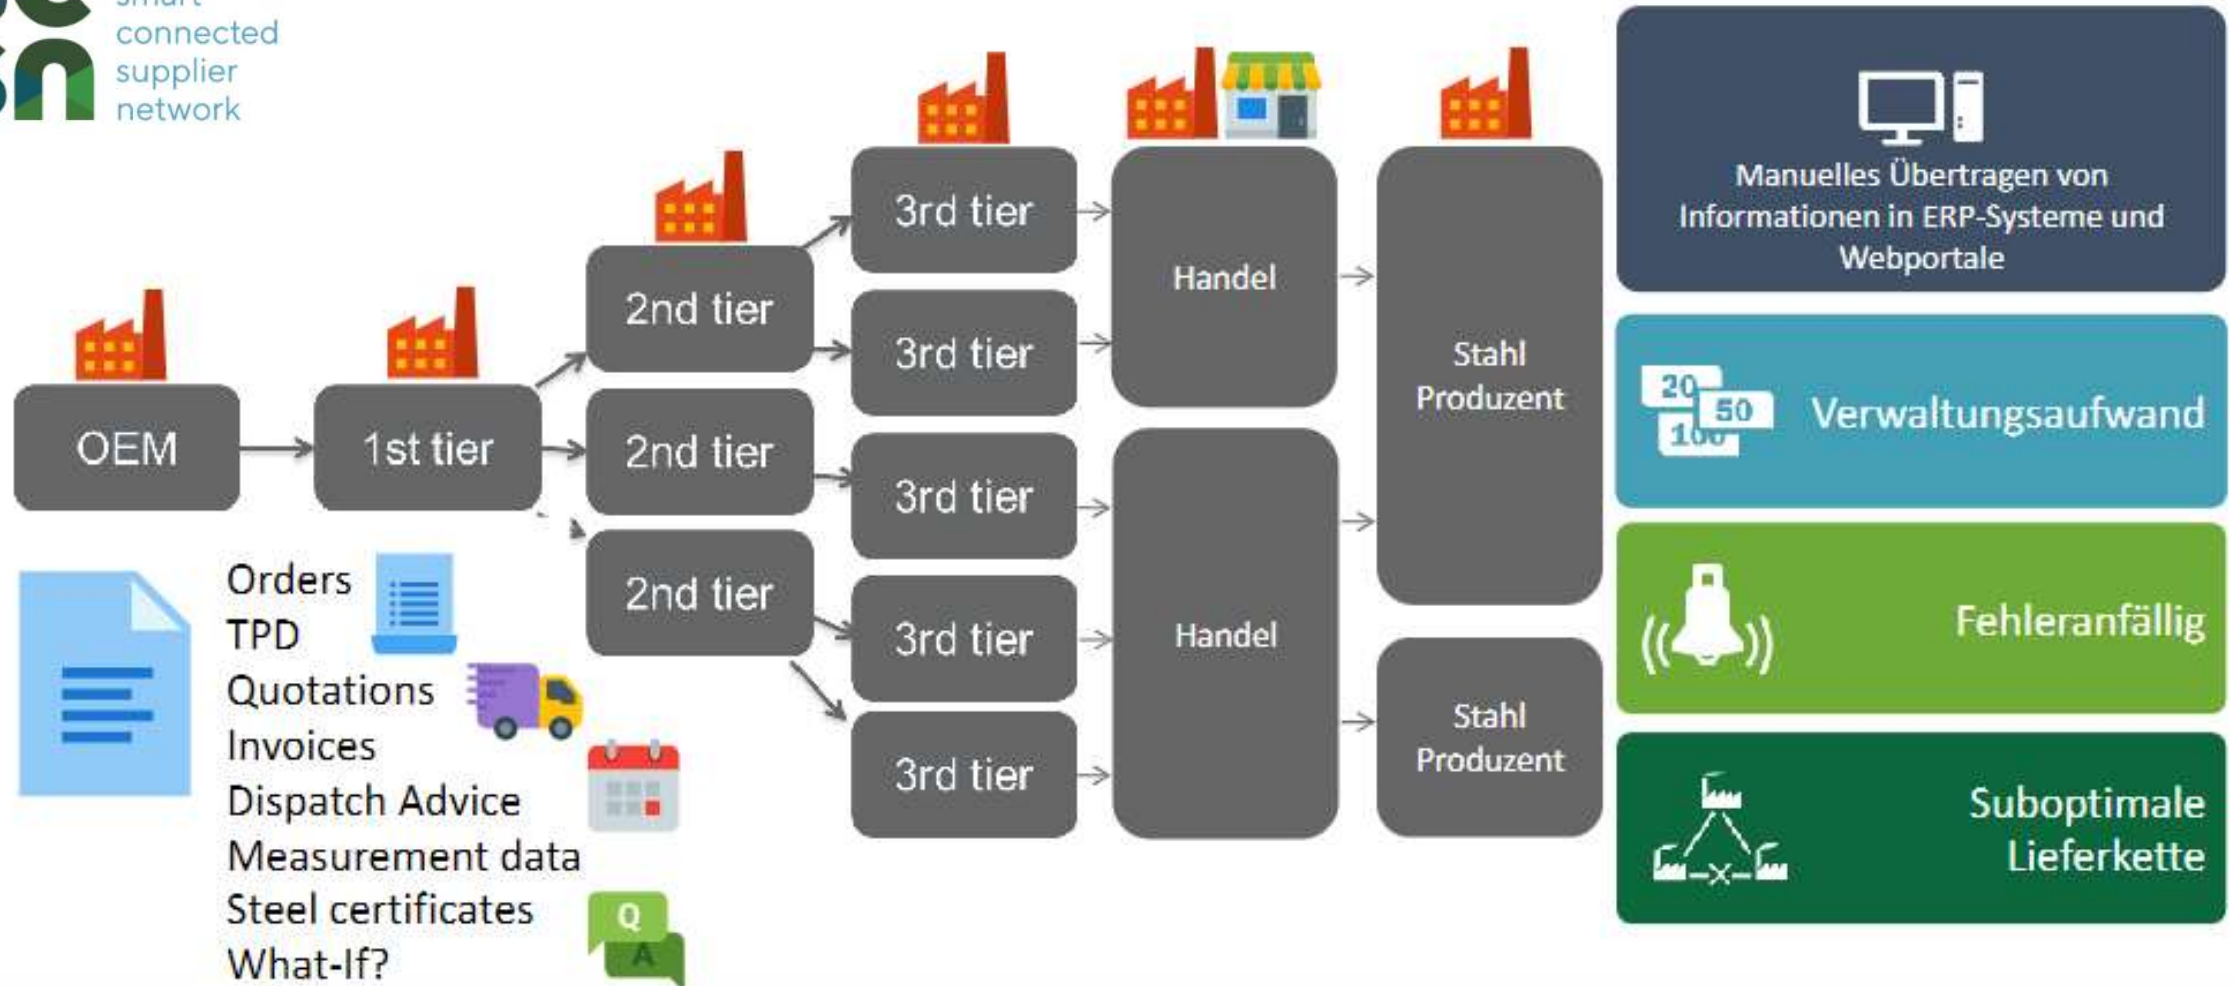 smart
connected
supplier
network
OEM
1st tier
2nd tier
2nd tier
2nd tier
3rd tier
3rd tier
3rd tier
3rd tier
3rd tier
Handel
Handel
Stahl
Produzent
Stahl
Produzent
Orders
TPD
Quotations
Invoices
Dispatch Advice
Measurement data
Steel certificates
What-If?
Q
A
Manuelles Übertragen von
Informationen in ERP-Systeme und
Webportale
20
50
100
Verwaltungsaufwand
Fehleranfällig
Suboptimale
Lieferkette